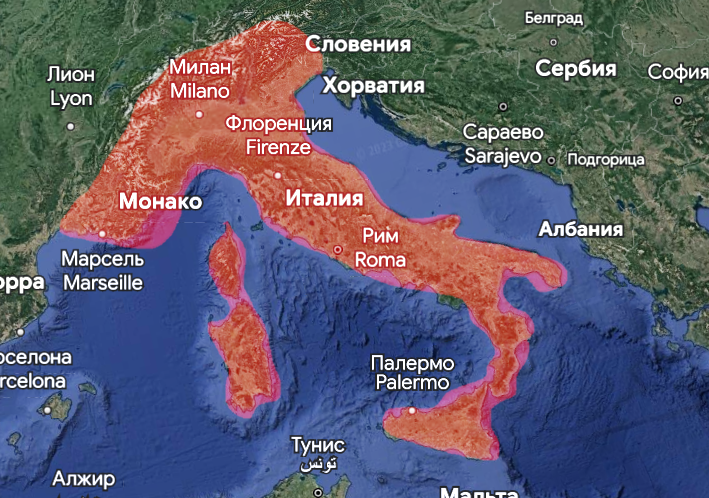 Белград
Словения
Сербия
София
Милан
Milano
Лион
Lyon
Хорватия
Флоренция
Firenze
Сараево
Sarajevo
Подгорица
Монако
Италия
Албания
Рим
Roma
Марсель
Marseille
орра
рселона
rcelona
Палермо
Palermo
Тунис
تونس
Алжир
Мальта